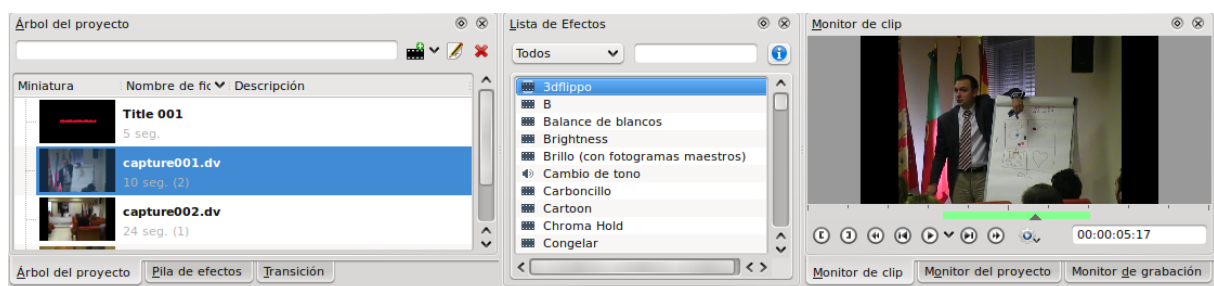 Árbol del proyecto
Miniatura Nombre de fic Descripción
Title 001
5 seg.
capture001.dv
10 seg. (2)
capture002.dv
24 seg. (1)
Árbol del proyecto Pila de efectos Transición
Lista de Efectos
Todos
3dflippo
B
Balance de blancos
Brightness
Brillo (con fotogramas maestros)
Cambio de tono
Carboncillo
Cartoon
Chroma Hold
Congelar
Monitor de clip
00:00:05:17
Monitor de clip Monitor del proyecto Monitor de grabación